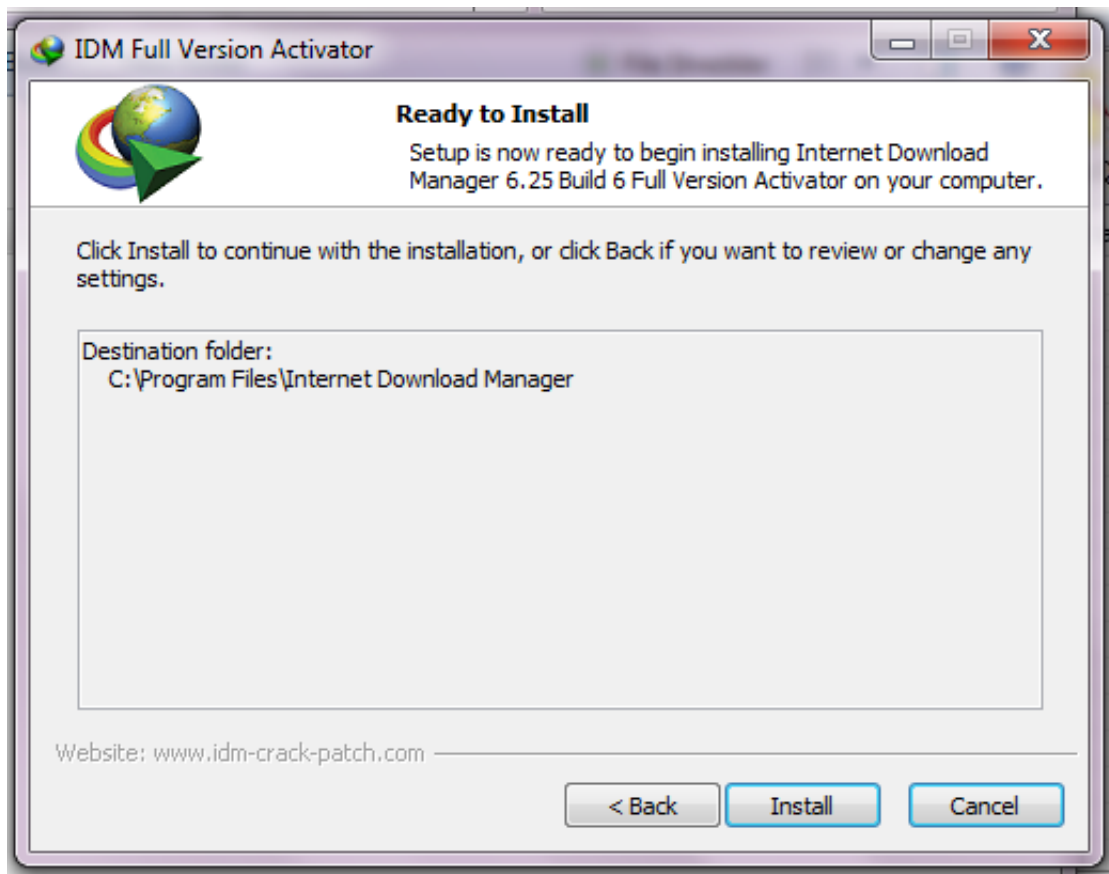 IDM Full Version Activator
Ready to Install
Setup is now ready to begin installing Internet Download
Manager 6.25 Build 6 Full Version Activator on your computer.
Click Install to continue with the installation, or click Back if you want to review or change any
settings.
Destination folder:
C:\Program Files\Internet Download Manager
Website: www.idm-crack-patch.com
< Back
Install
Cancel